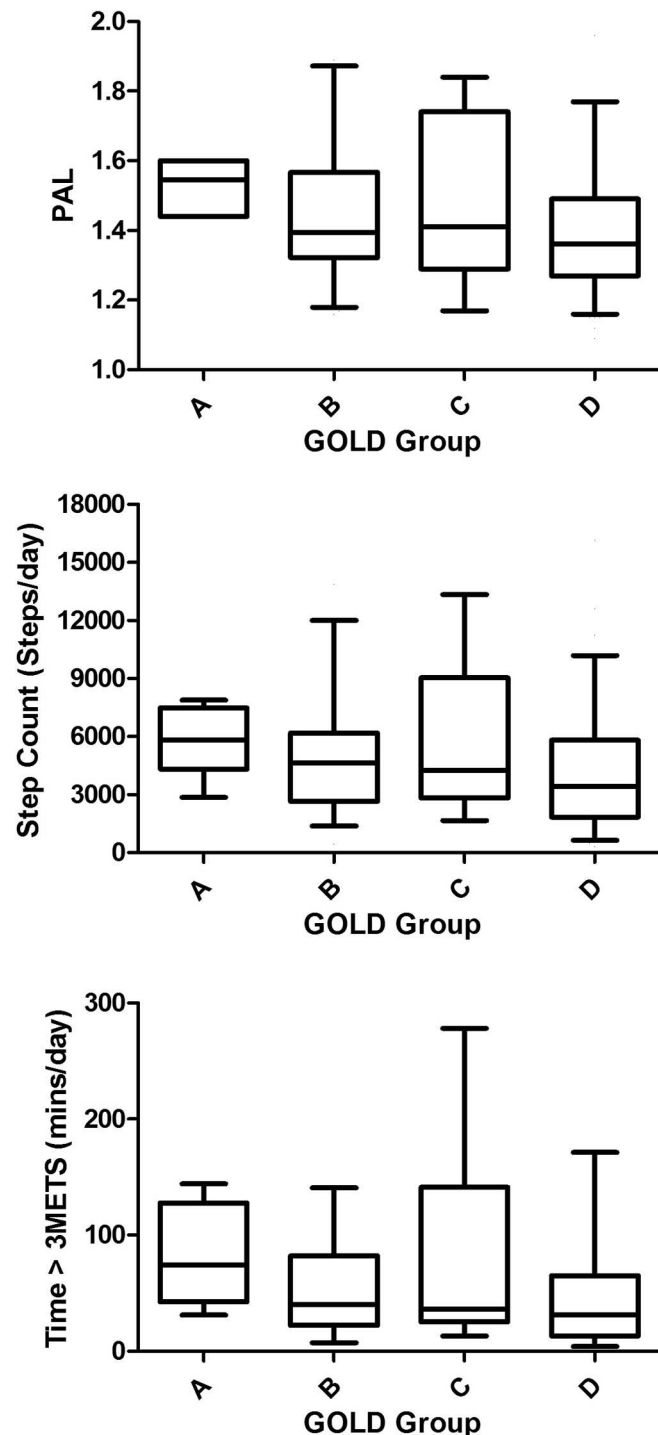 PAL
2.0
1.8
1.6
1.4
1.2
1.0
A B C D
GOLD Group
Step Count (Steps/day)
18000
15000
12000
9000
6000
3000
0
A B C D
GOLD Group
Time > 3METS (mins/day)
300
200
100
0
A B C D
GOLD Group